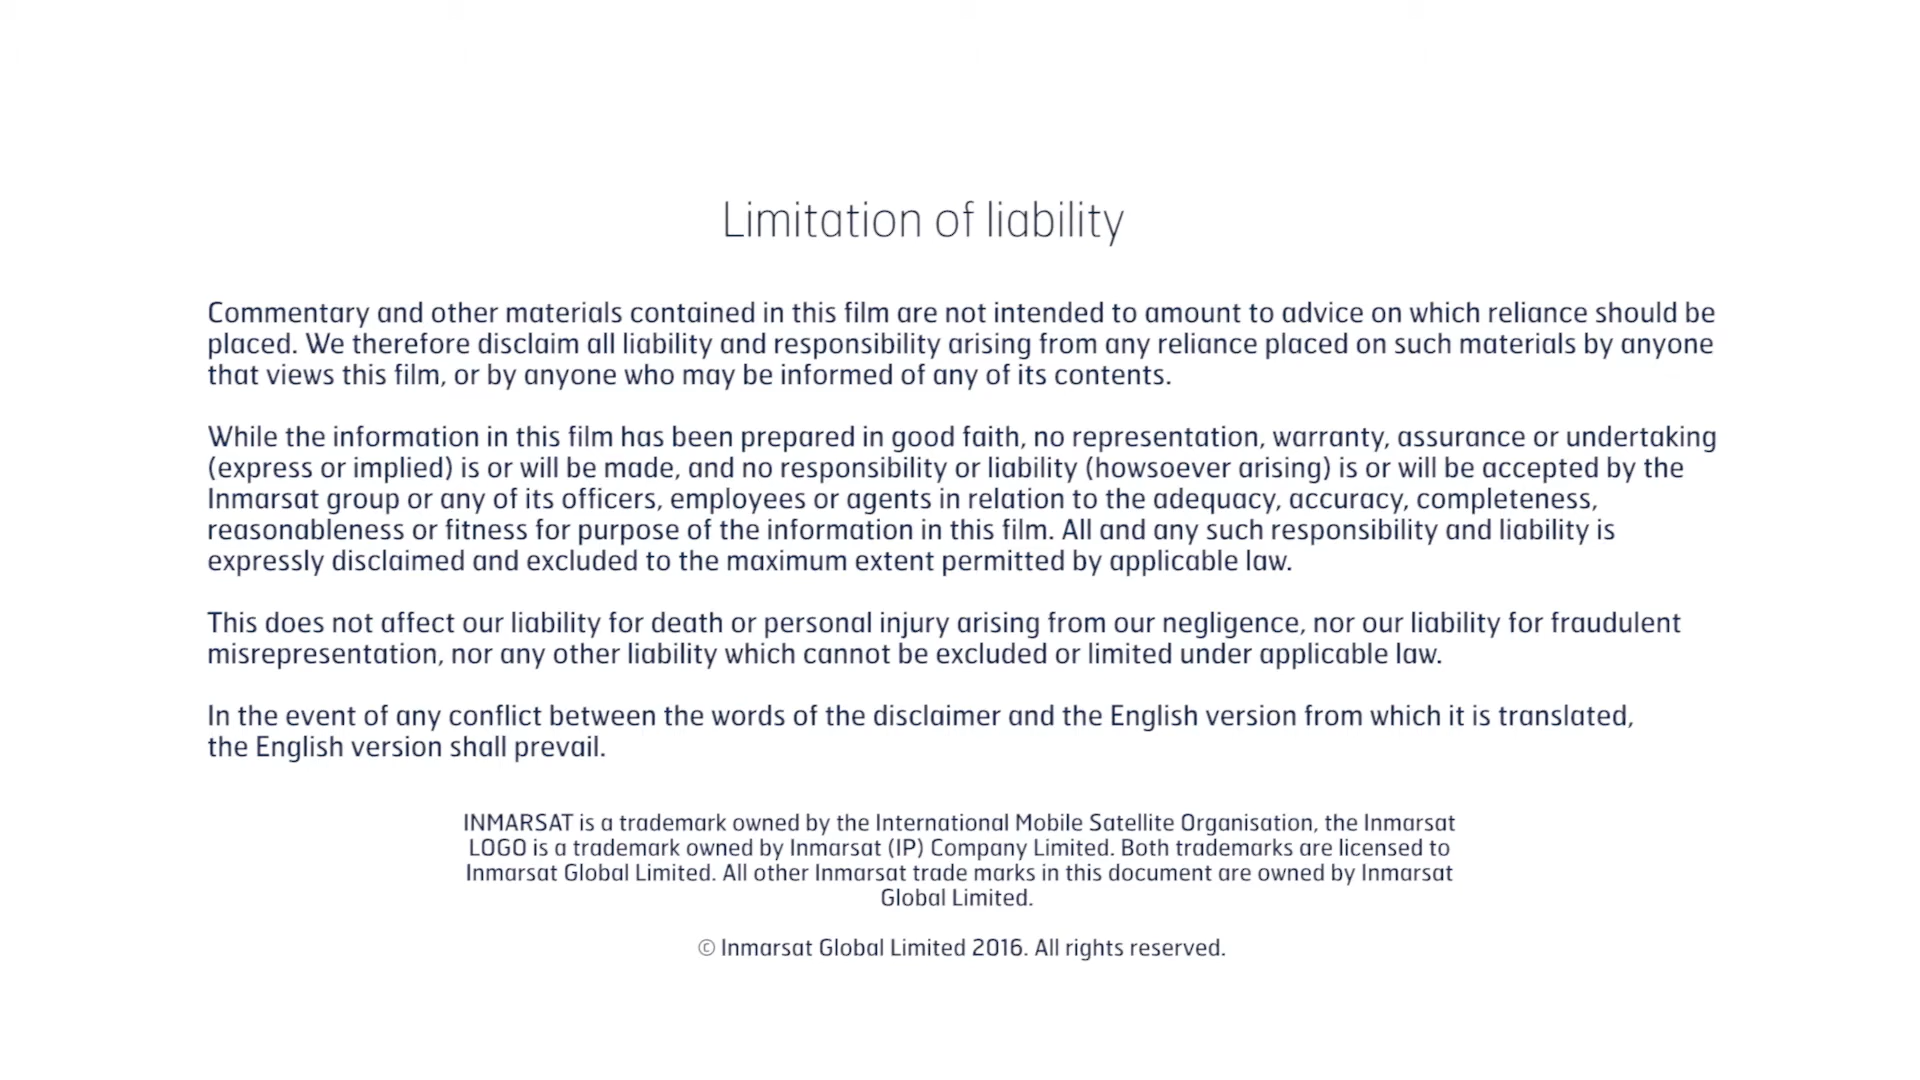 Limitation of liability
Commentary and other materials contained in this film are not intended to amount to advice on which reliance should be
placed. We therefore disclaim all liability and responsibility arising from any reliance placed on such materials by anyone
that views this film, or by anyone who may be informed of any of its contents.
While the information in this film has been prepared in good faith, no representation, warranty, assurance or undertaking
(express or implied) is or will be made, and no responsibility or liability (howsoever arising) is or will be accepted by the
Inmarsat group or any of its officers, employees or agents in relation to the adequacy, accuracy, completeness,
reasonableness or fitness for purpose of the information in this film. All and any such responsibility and liability is
expressly disclaimed and excluded to the maximum extent permitted by applicable law.
This does not affect our liability for death or personal injury arising from our negligence, nor our liability for fraudulent
misrepresentation, nor any other liability which cannot be excluded or limited under applicable law.
In the event of any conflict between the words of the disclaimer and the English version from which it is translated,
the English version shall prevail.
INMARSAT is a trademark owned by the International Mobile Satellite Organisation, the Inmarsat
LOGO is a trademark owned by Inmarsat (IP) Company Limited. Both trademarks are licensed to
Inmarsat Global Limited. All other Inmarsat trade marks in this document are owned by Inmarsat
Global Limited.
© Inmarsat Global Limited 2016. All rights reserved.